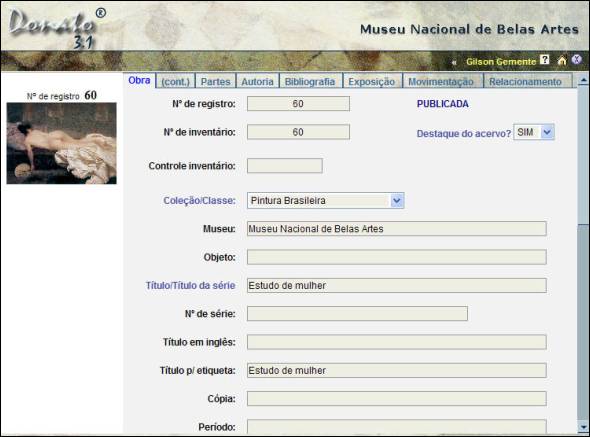 Donato ®
3.1
Museu Nacional de Belas Artes
« Gilson Gemente ? X
Nº de registro: 60
Obra (cont.) Partes Autoria Bibliografia Exposição Movimentação Relacionamento
Nº de registro: 60 PUBLICADA
Nº de inventário: 60 Destaque do acervo? SIM
Controle inventário:
Coleção/Classe: Pintura Brasileira
Museu: Museu Nacional de Belas Artes
Objeto:
Título/Título da série Estudo de mulher
Nº de série:
Título em inglês:
Título p/ etiqueta: Estudo de mulher
Cópia:
Período: